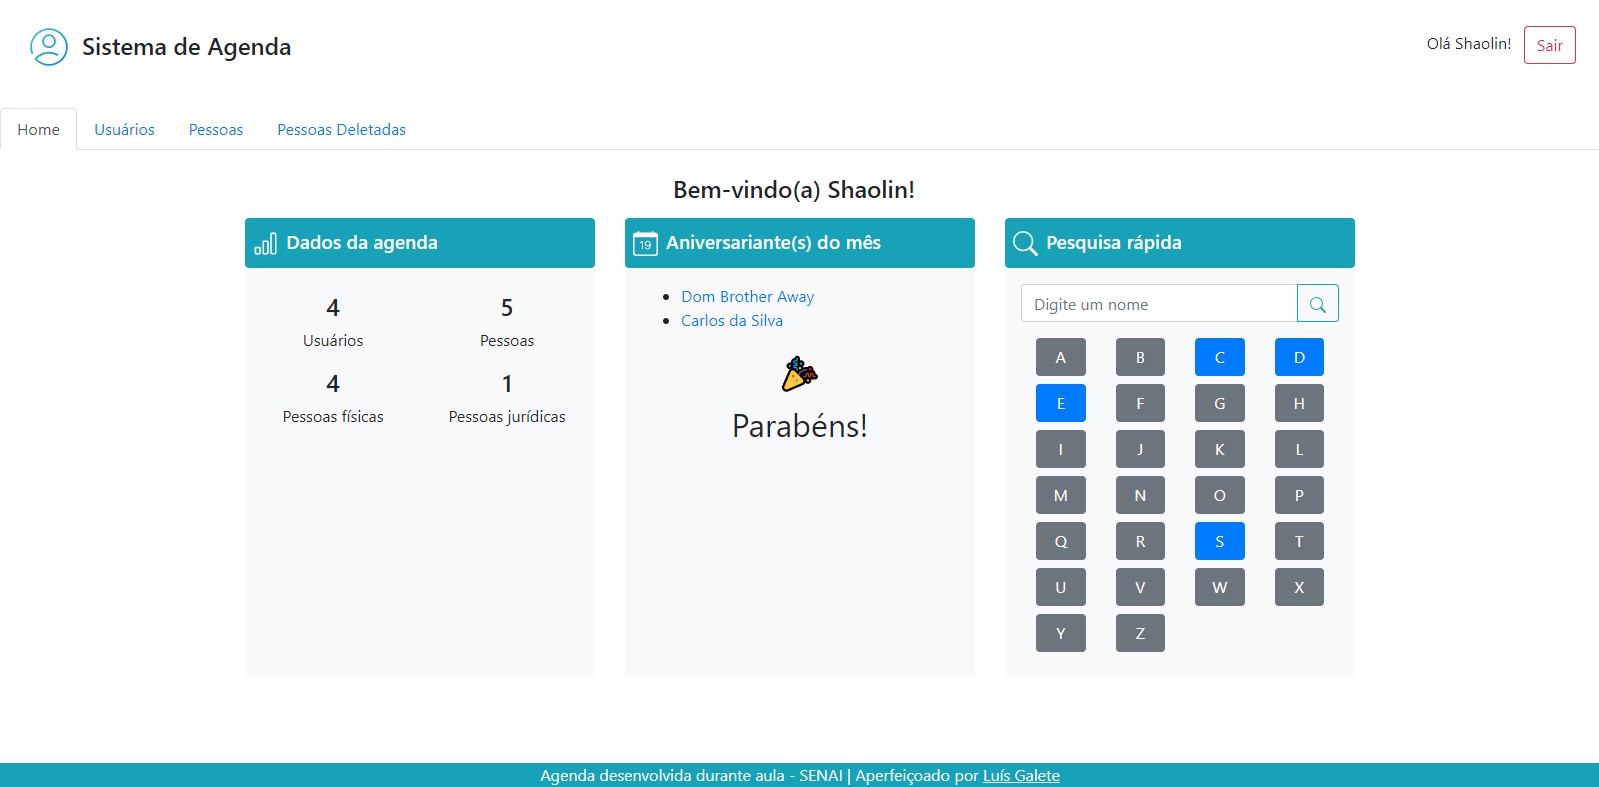 Sistema de Agenda
Olá Shaolin!
Sair
Home
Usuários
Pessoas
Pessoas Deletadas
Bem-vindo(a) Shaolin!
Dados da agenda
4
5
Usuários
Pessoas
4
1
Pessoas físicas
Pessoas jurídicas
19
Aniversariante(s) do mês
Dom Brother Away
Carlos da Silva
Parabéns!
Pesquisa rápida
Digite um nome
A B C D
E F G H
I J K L
M N O P
Q R S T
U V W X
Y Z
Agenda desenvolvida durante aula - SENAI | Aperfeiçoado por Luís Galete